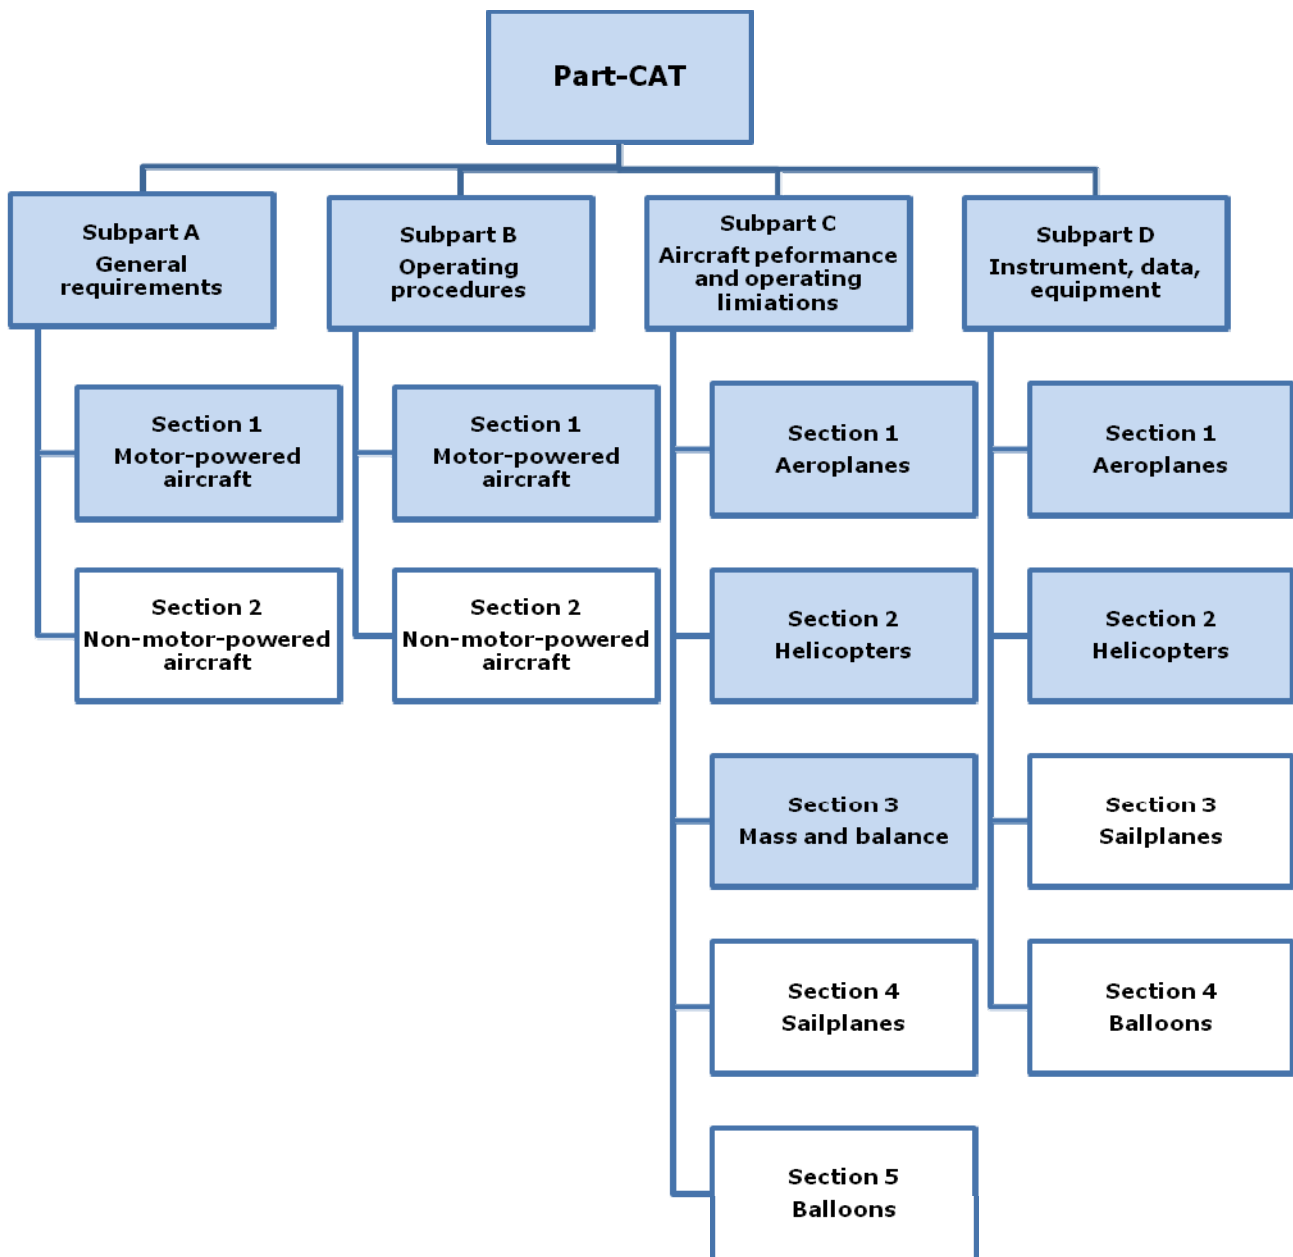 Part-CAT
Subpart A
General
requirements
Section 1
Motor-powered
aircraft
Section 2
Non-motor-powered
aircraft
Subpart B
Operating
procedures
Section 1
Motor-powered
aircraft
Section 2
Non-motor-powered
aircraft
Subpart C
Aircraft peformance
and operating
limiations
Section 1
Aeroplanes
Section 2
Helicopters
Section 3
Mass and balance
Section 4
Sailplanes
Section 5
Balloons
Subpart D
Instrument, data,
equipment
Section 1
Aeroplanes
Section 2
Helicopters
Section 3
Sailplanes
Section 4
Balloons